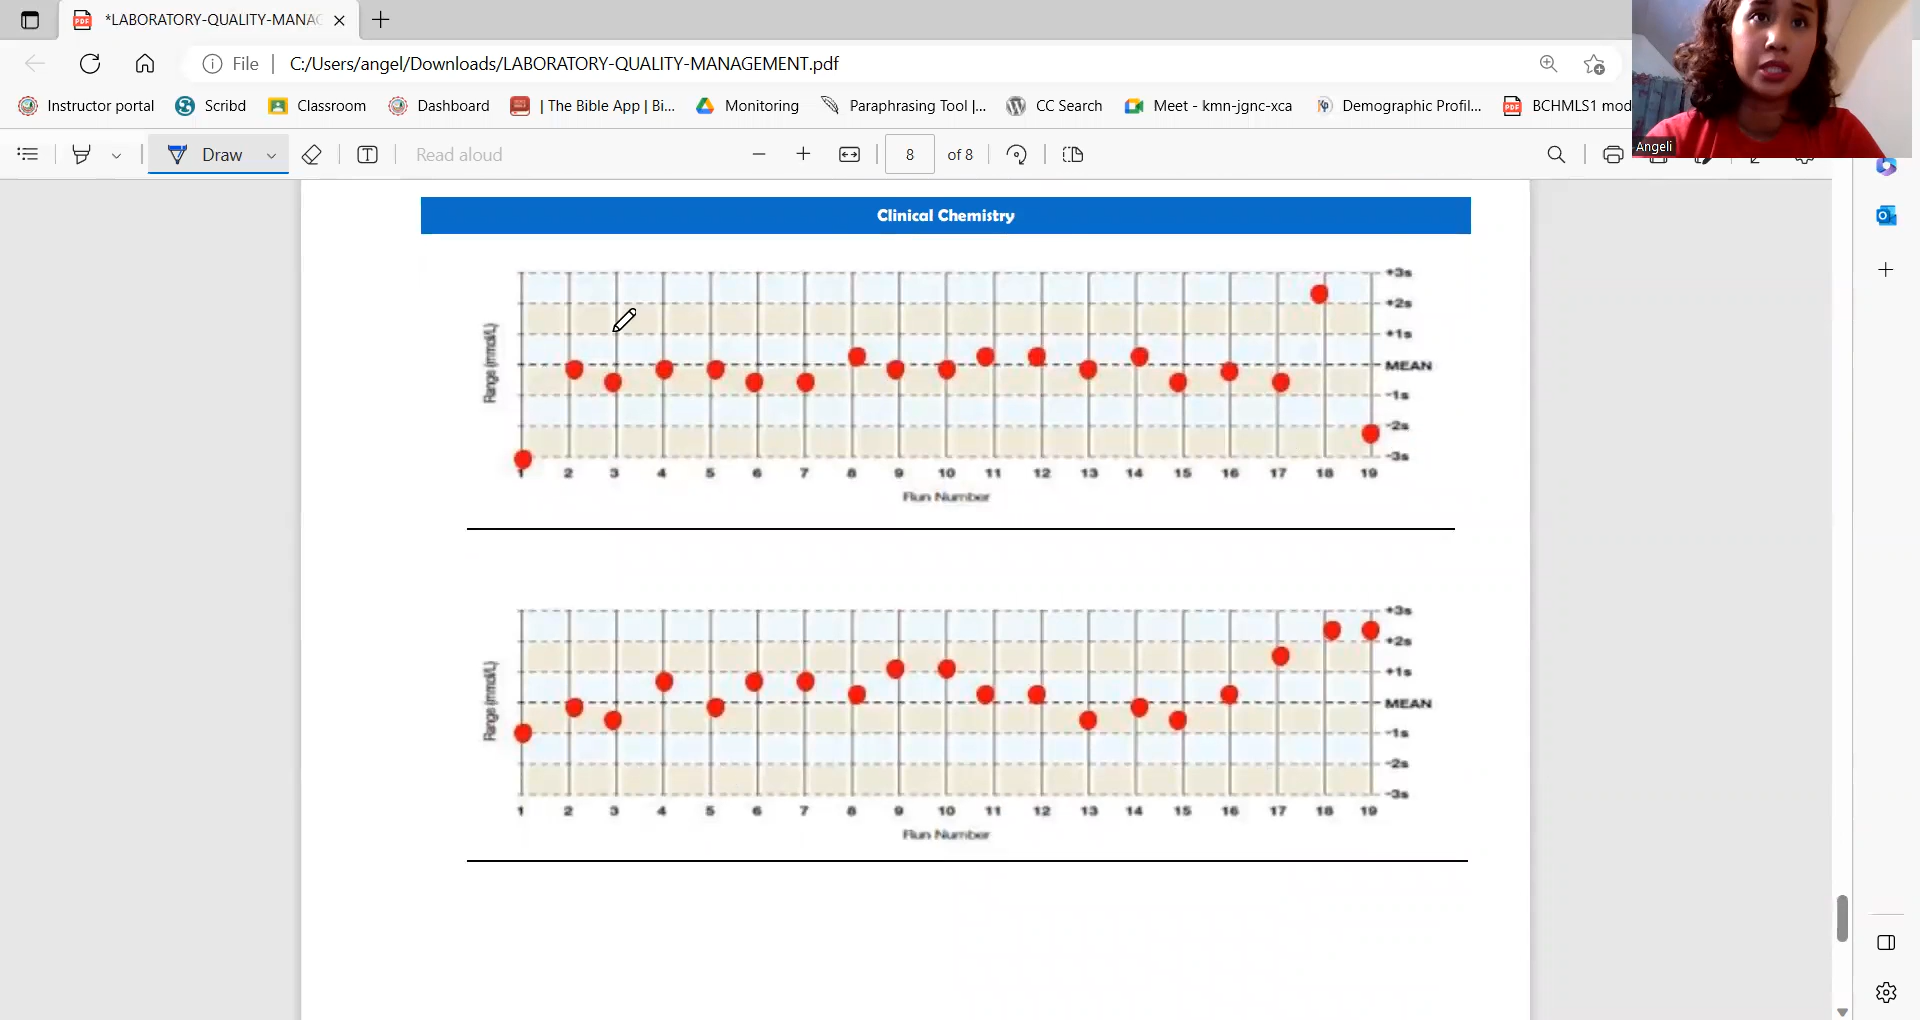 *LABORATORY-QUALITY-MANAG
File C:/Users/angel/Downloads/LABORATORY-QUALITY-MANAGEMENT.pdf
Instructor portal Scribd Classroom Dashboard | The Bible App | Bi... Monitoring Paraphrasing Tool |... CC Search Meet - kmn-jgnc-xca Demographic Profil... BCHMLS1 mod
Angeli
Draw Read aloud 8 of 8
Clinical Chemistry
+3s
+2s
+1s
MEAN
-1s
-2s
-3s
Range (mmol/L)
1 2 3 4 5 6 7 8 9 10 11 12 13 14 15 16 17 18 19
Run Number
+3s
+2s
+1s
MEAN
-1s
-2s
-3s
Range (mmol/L)
1 2 3 4 5 6 7 8 9 10 11 12 13 14 15 16 17 18 19
Run Number